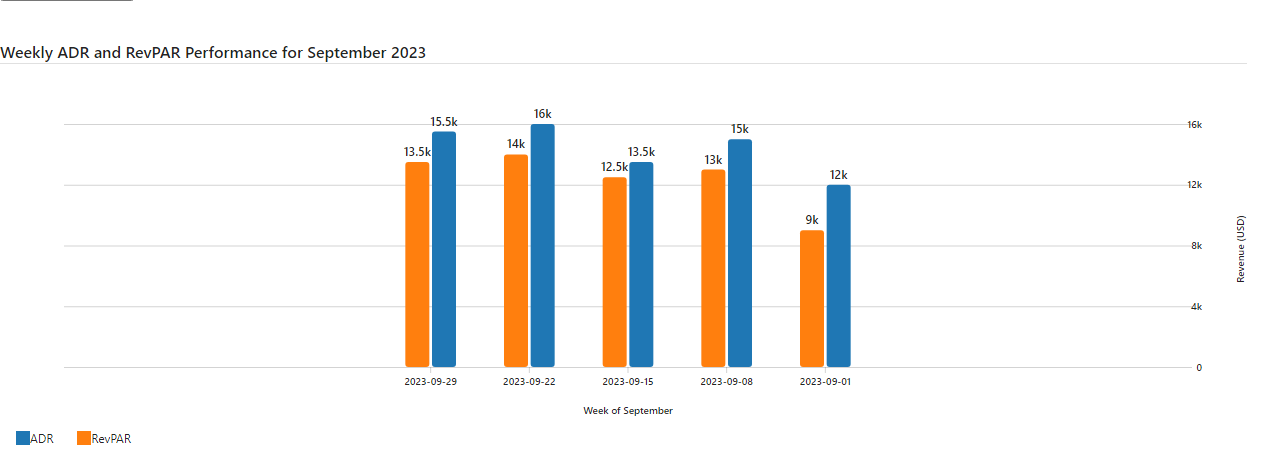 Weekly ADR and RevPAR Performance for September 2023
16k
15.5k
15k
16k
14k
13.5k
13.5k
13k
12.5k
12k
12k
9k
8k
4k
0
Revenue (USD)
2023-09-29 2023-09-22 2023-09-15 2023-09-08 2023-09-01
Week of September
ADR RevPAR